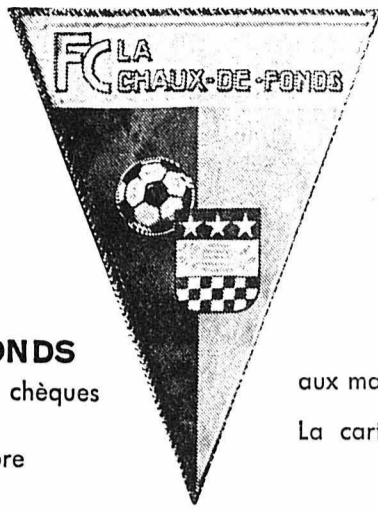 FC LA
CHAUX-DE-FONDS
ONDS
chèques
re
aux ma
La cart